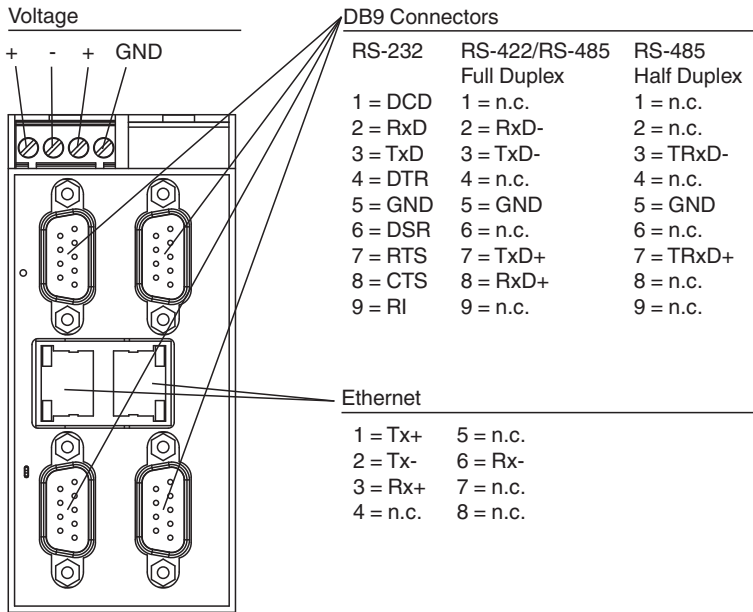 Voltage
+ - + GND
DB9 Connectors
RS-232 RS-422/RS-485 RS-485
Full Duplex Half Duplex
1 = DCD 1 = n.c. 1 = n.c.
2 = RxD 2 = RxD- 2 = n.c.
3 = TxD 3 = TxD- 3 = TRxD-
4 = DTR 4 = n.c. 4 = n.c.
5 = GND 5 = GND 5 = GND
6 = DSR 6 = n.c. 6 = n.c.
7 = RTS 7 = TxD+ 7 = TRxD+
8 = CTS 8 = RxD+ 8 = n.c.
9 = RI 9 = n.c. 9 = n.c.
Ethernet
1 = Tx+ 5 = n.c.
2 = Tx- 6 = Rx-
3 = Rx+ 7 = n.c.
4 = n.c. 8 = n.c.